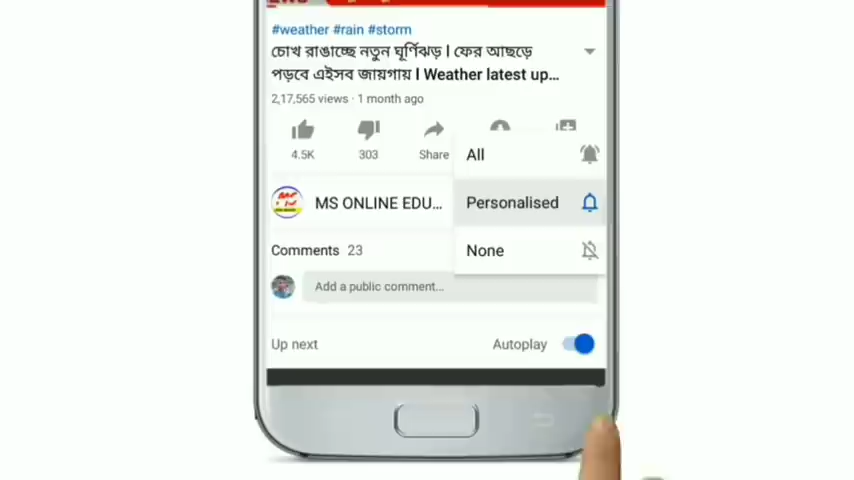 #weather #rain #storm
চোখ রাঙাচ্ছে নতুন ঘূর্ণিঝড় l ফের আছড়ে
পড়বে এইসব জায়গায় l Weather latest up...
2,17,565 views · 1 month ago
4.5K 303 Share
All
MS ONLINE EDU...
Personalised
Comments 23
None
Add a public comment...
Up next
Autoplay